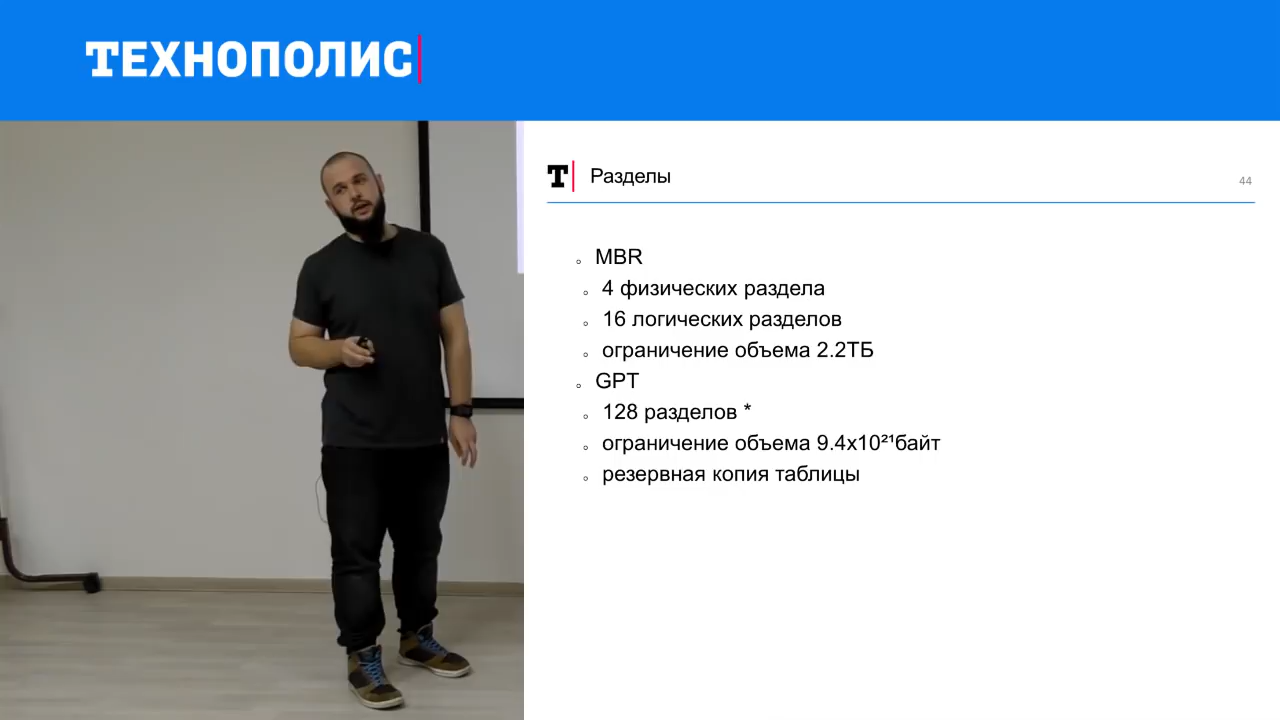 ТЕХНОПОЛИС
Т Разделы
44
MBR
4 физических раздела
16 логических разделов
ограничение объема 2.2ТБ
GPT
128 разделов *
ограничение объема 9.4x10²¹байт
резервная копия таблицы